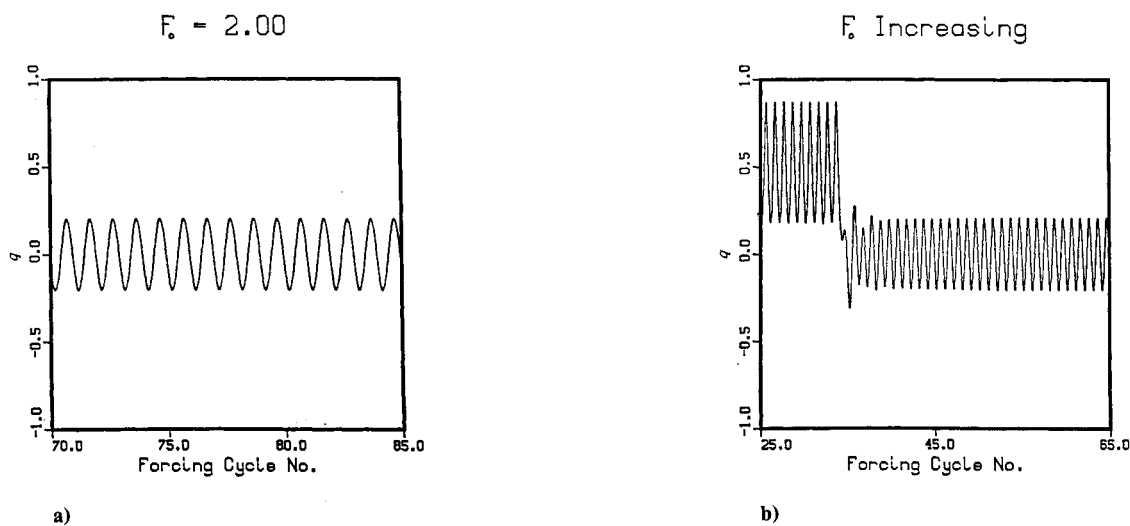 F₀ = 2.00
1.0
0.5
0.0
-0.5
-1.0
q
70.0 75.0 80.0 85.0
Forcing Cycle No.
a)
F₀ Increasing
1.0
0.5
0.0
-0.5
-1.0
q
25.0 45.0 65.0
Forcing Cycle No.
b)